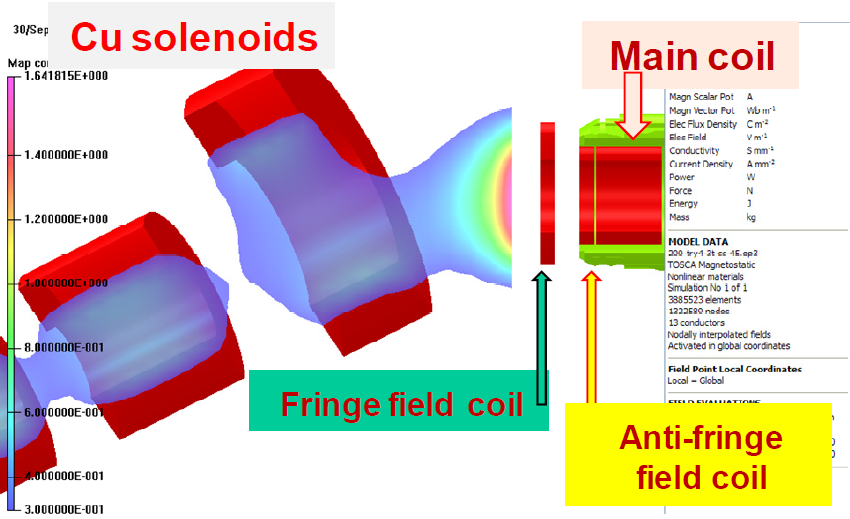 30/Sep
Cu solenoids
Main coil
Map
1.641815E+000
1.400000E+000
1.200000E+000
1.000000E+000
8.000000E-001
6.000000E-001
4.000000E-001
3.000000E-001
Magn Scalar Pot A
Magn Vector Pot Wb m⁻¹
Elec Flux Density C m⁻²
Elec Field V m⁻¹
Conductivity S mm⁻¹
Current Density A mm⁻²
Power W
Force N
Energy J
Mass kg
MODEL DATA
TOSCA Magnetostatic
Nonlinear materials
Simulation No 1 of 1
3885523 elements
nodes
13 conductors
Nodally interpolated fields
Activated in global coordinates
Field Point Local Coordinates
Local = Global
FIELD EVALUATIONS
Fringe field coil
Anti-fringe
field coil